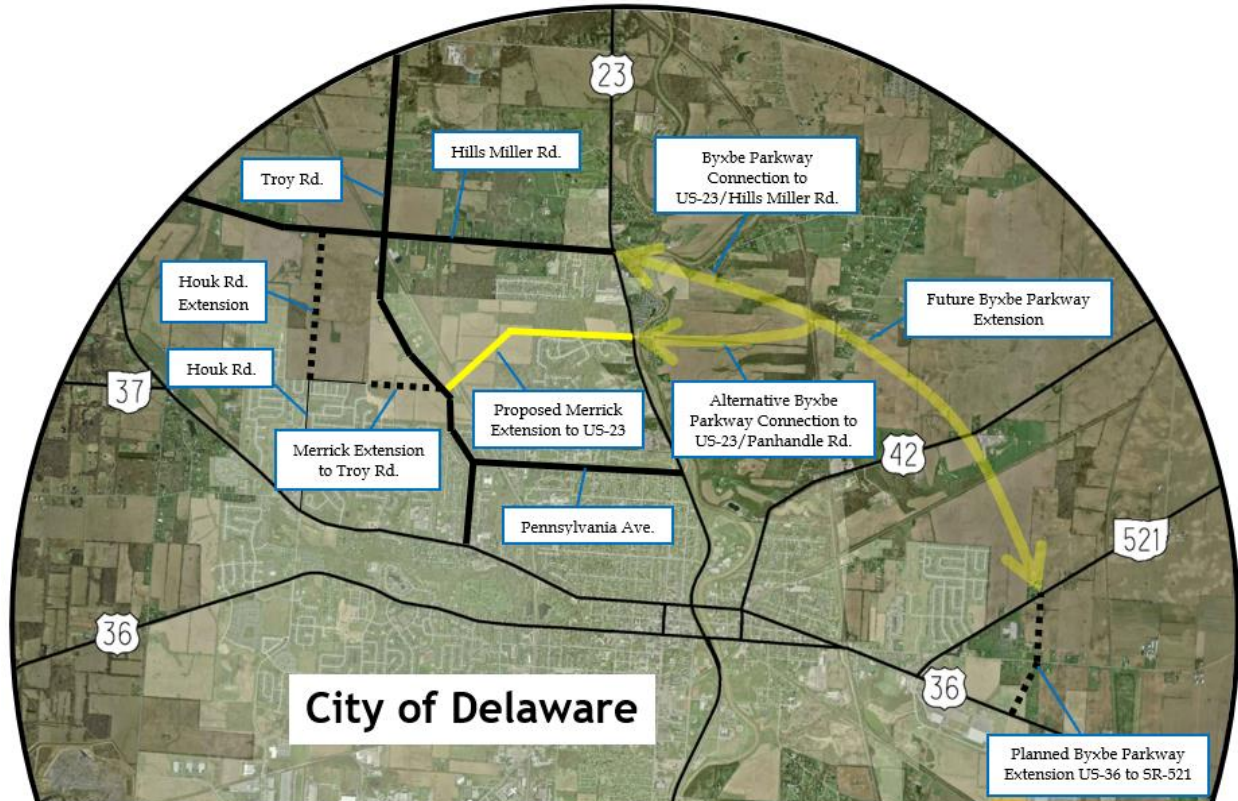 23
Hills Miller Rd.
Byxbe Parkway
Connection to
US-23/Hills Miller Rd.
Troy Rd.
Houk Rd.
Extension
Future Byxbe Parkway
Extension
Houk Rd.
37
Proposed Merrick
Extension to US-23
Alternative Byxbe
Parkway Connection to
US-23/Panhandle Rd.
Merrick Extension
to Troy Rd.
42
Pennsylvania Ave.
521
36
36
City of Delaware
Planned Byxbe Parkway
Extension US-36 to SR-521